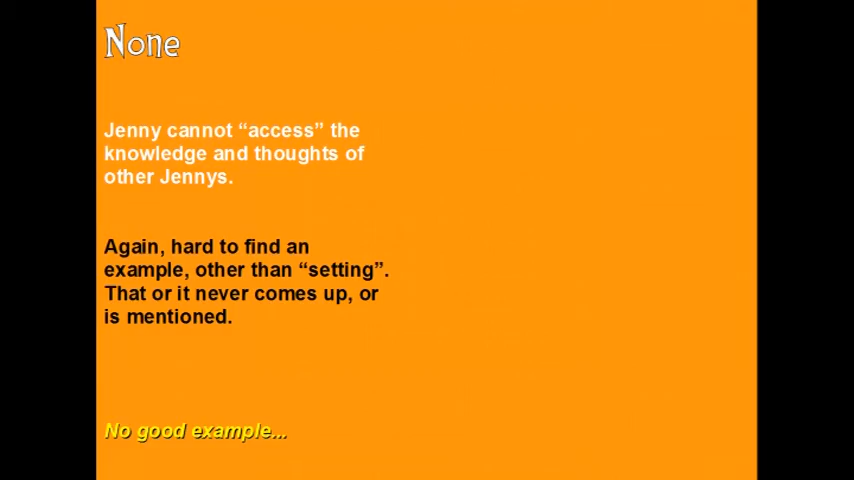 None
Jenny cannot “access” the
knowledge and thoughts of
other Jennys.
Again, hard to find an
example, other than “setting”.
That or it never comes up, or
is mentioned.
No good example...